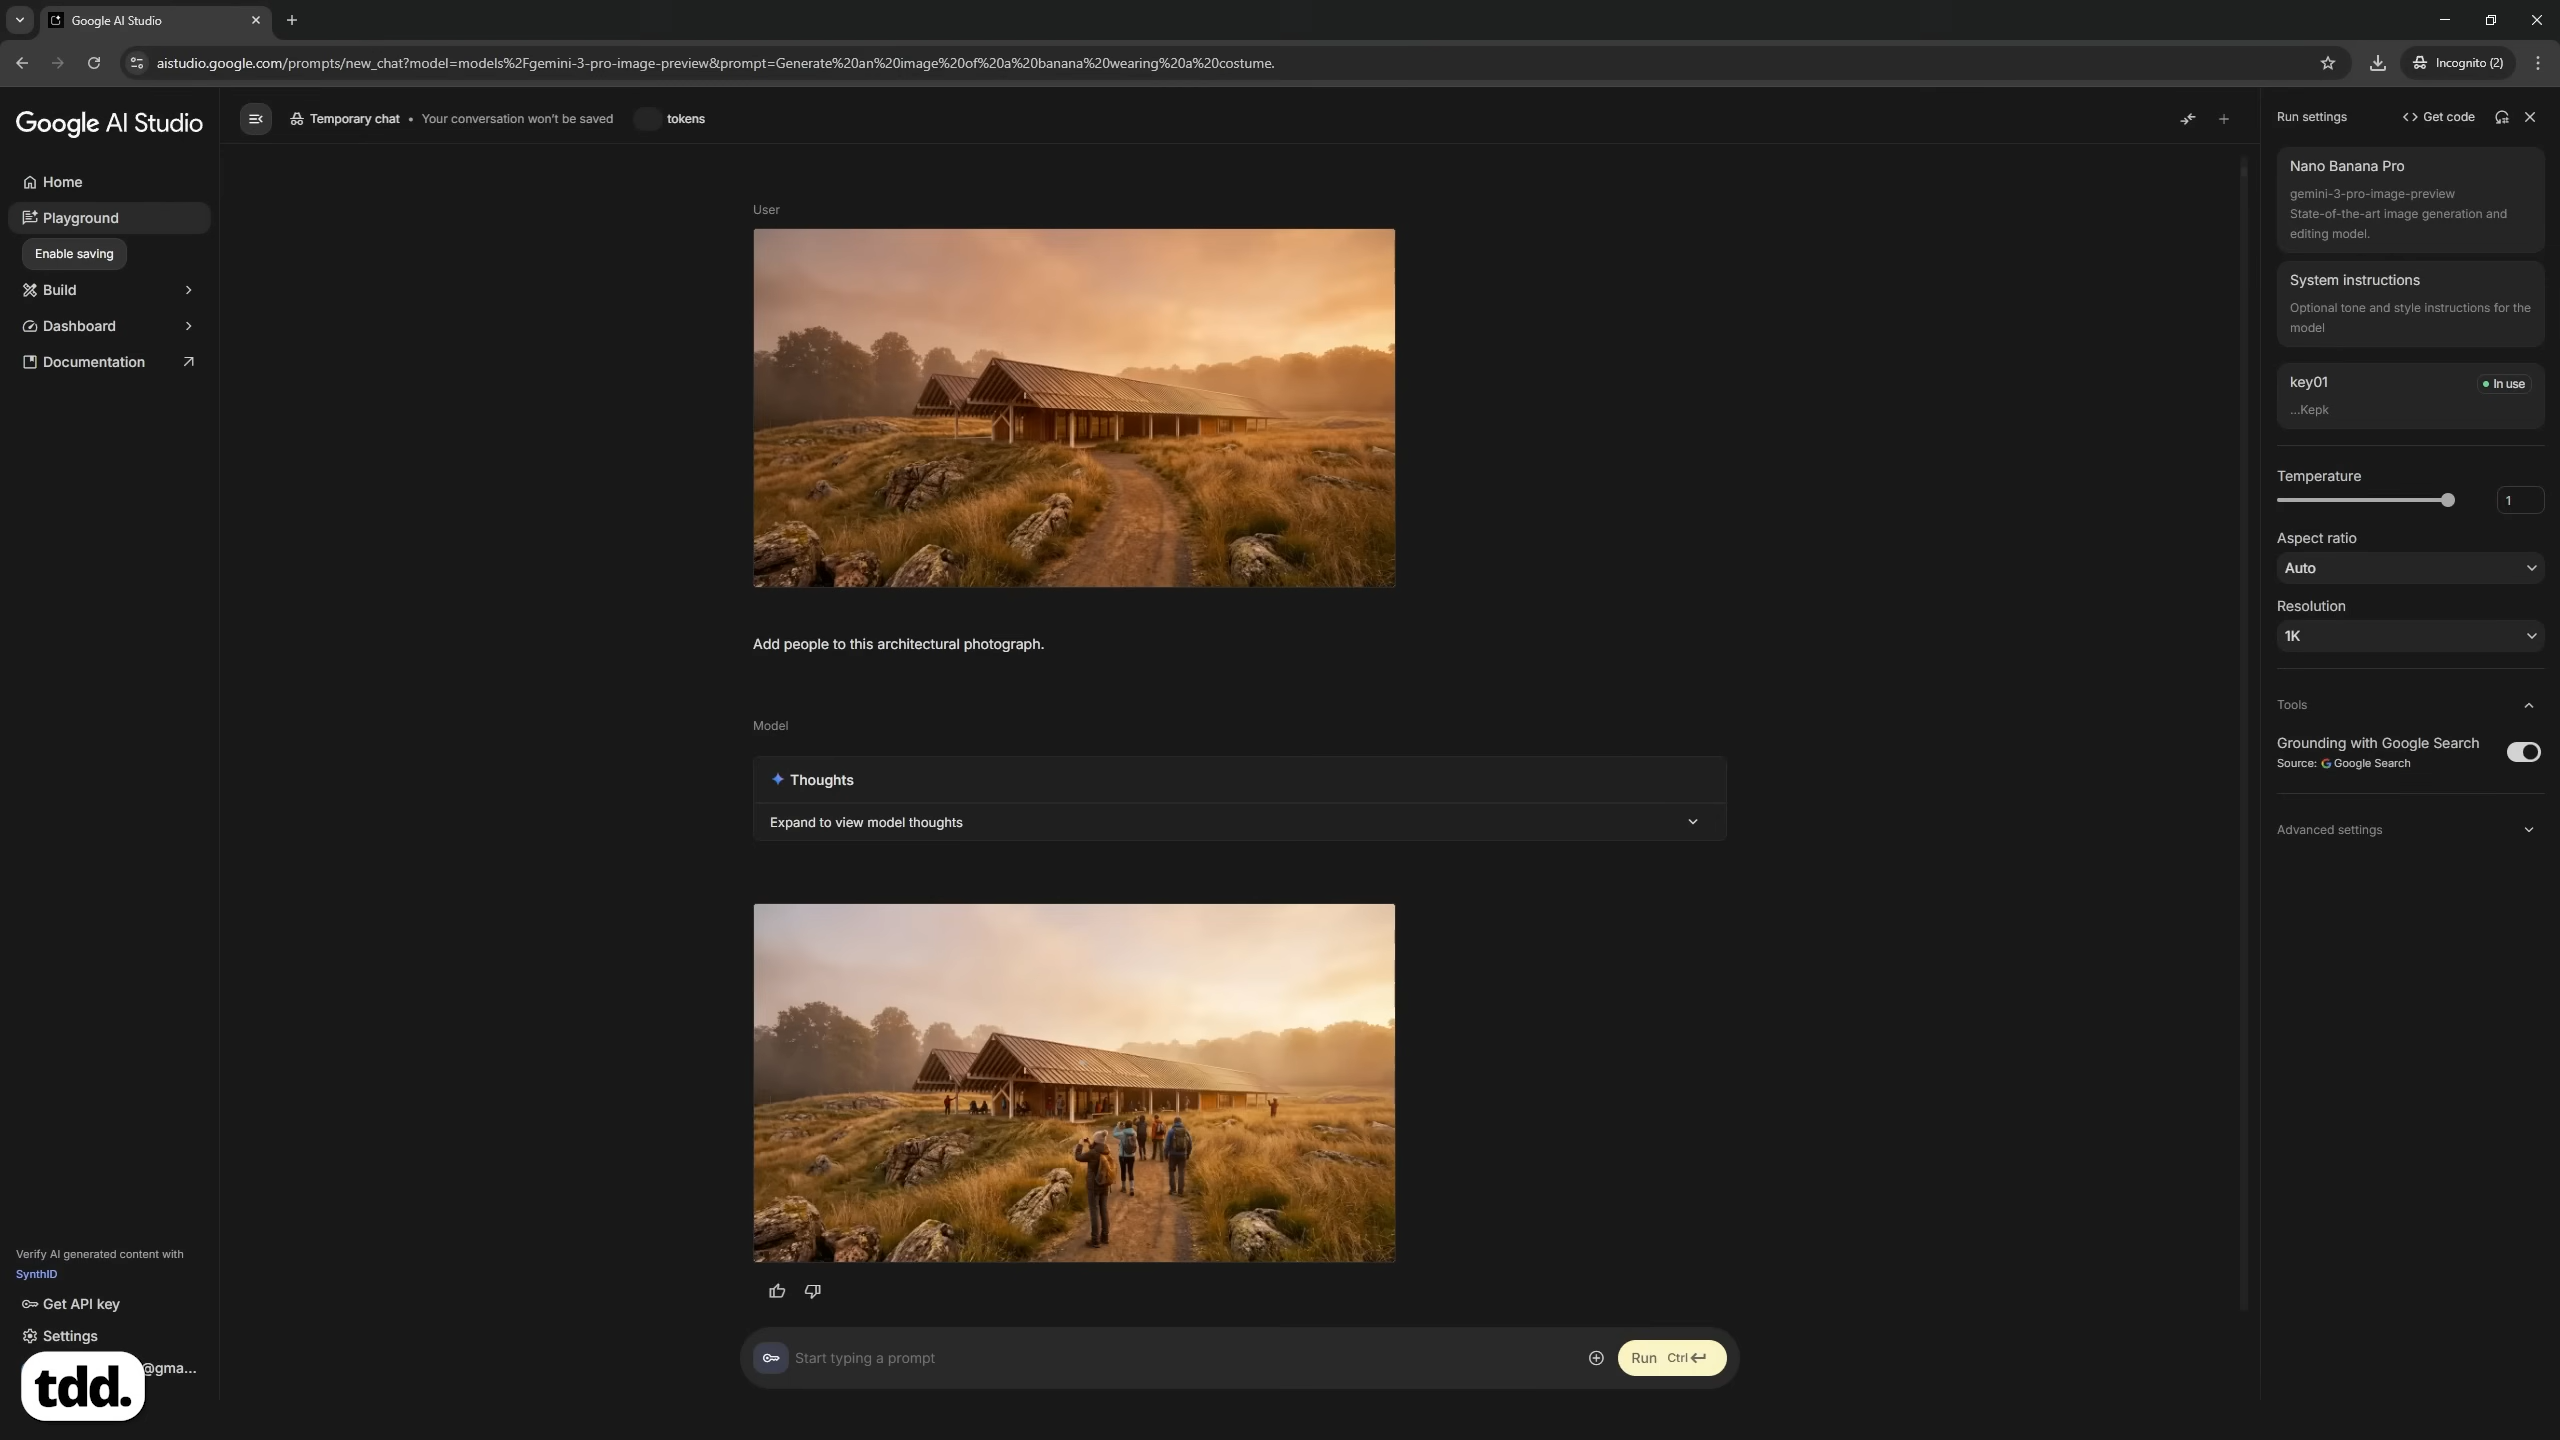 Google AI Studio
aistudio.google.com/prompts/new_chat?model=models%2Fgemini-3-pro-image-preview&prompt=Generate%20an%20image%20of%20a%20banana%20wearing%20a%20costume.
Incognito (2)
Google AI Studio
Home
Playground
Enable saving
Build
Dashboard
Documentation
Verify AI generated content with
SynthID
Get API key
Settings
@gma...
tdd.
Temporary chat • Your conversation won't be saved
tokens
User
Add people to this architectural photograph.
Model
Thoughts
Expand to view model thoughts
Start typing a prompt
Run Ctrl
Run settings
Get code
Nano Banana Pro
gemini-3-pro-image-preview
State-of-the-art image generation and
editing model.
System instructions
Optional tone and style instructions for the
model
key01
In use
...Kepk
Temperature
1
Aspect ratio
Auto
Resolution
1K
Tools
Grounding with Google Search
Source: Google Search
Advanced settings